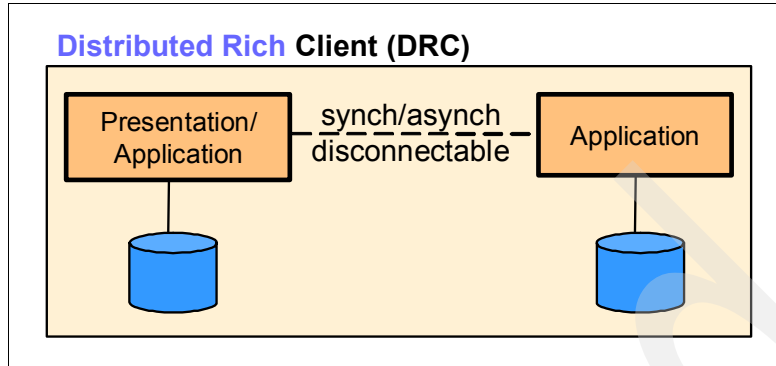 Distributed Rich Client (DRC)
Presentation/
Application
synch/asynch
disconnectable
Application